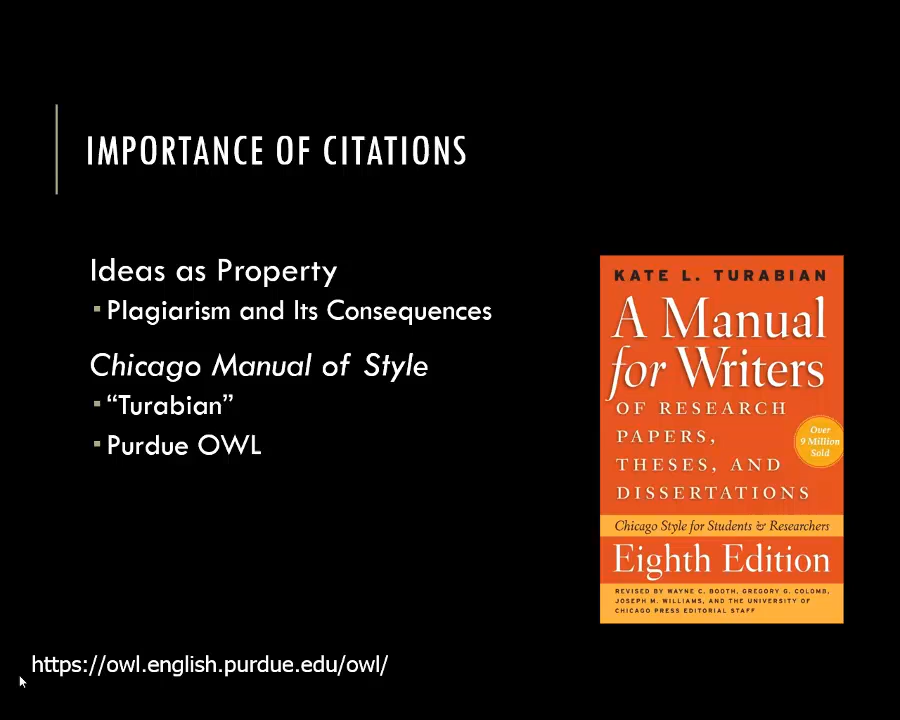 IMPORTANCE OF CITATIONS
Ideas as Property
▪ Plagiarism and Its Consequences
Chicago Manual of Style
▪ “Turabian”
▪ Purdue OWL
https://owl.english.purdue.edu/owl/
KATE L. TURABIAN
A Manual
for Writers
OF RESEARCH
PAPERS,
THESES, AND
DISSERTATIONS
Over
9 Million
Sold
Chicago Style for Students & Researchers
Eighth Edition
REVISED BY WAYNE C. BOOTH, GREGORY G. COLOMB,
JOSEPH M. WILLIAMS, AND THE UNIVERSITY OF
CHICAGO PRESS EDITORIAL STAFF